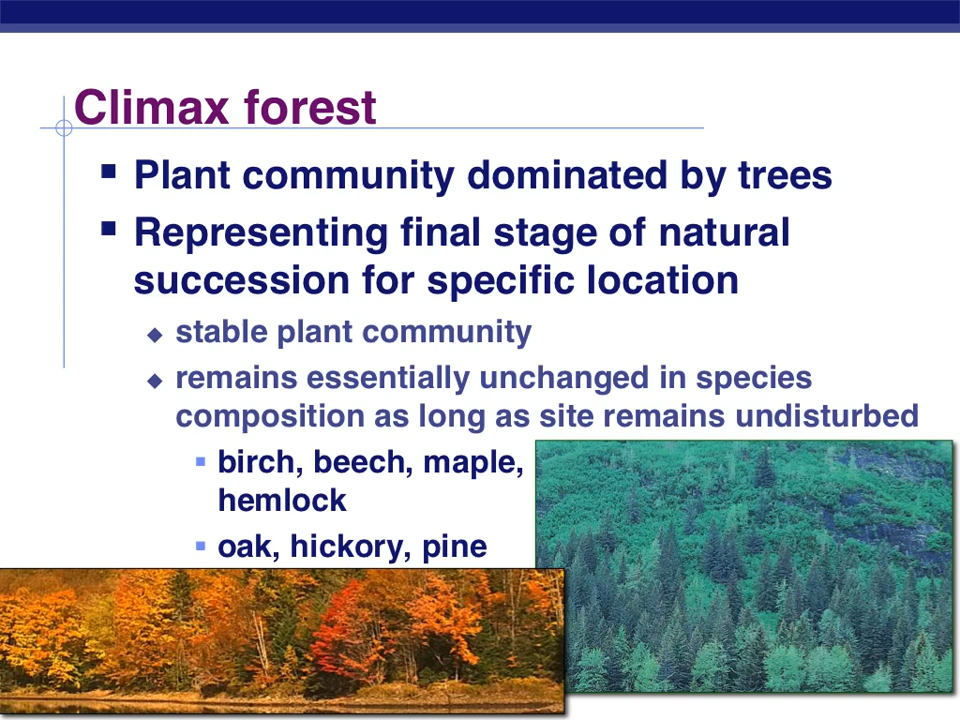 Climax forest
Plant community dominated by trees
Representing final stage of natural
succession for specific location
stable plant community
remains essentially unchanged in species
composition as long as site remains undisturbed
birch, beech, maple,
hemlock
oak, hickory, pine